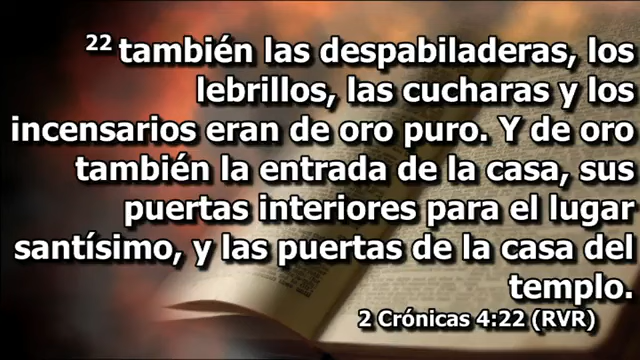 22 también las despabiladeras, los
lebrillos, las cucharas y los
incensarios eran de oro puro. Y de oro
también la entrada de la casa, sus
puertas interiores para el lugar
santísimo, y las puertas de la casa del
templo.
2 Crónicas 4:22 (RVR)